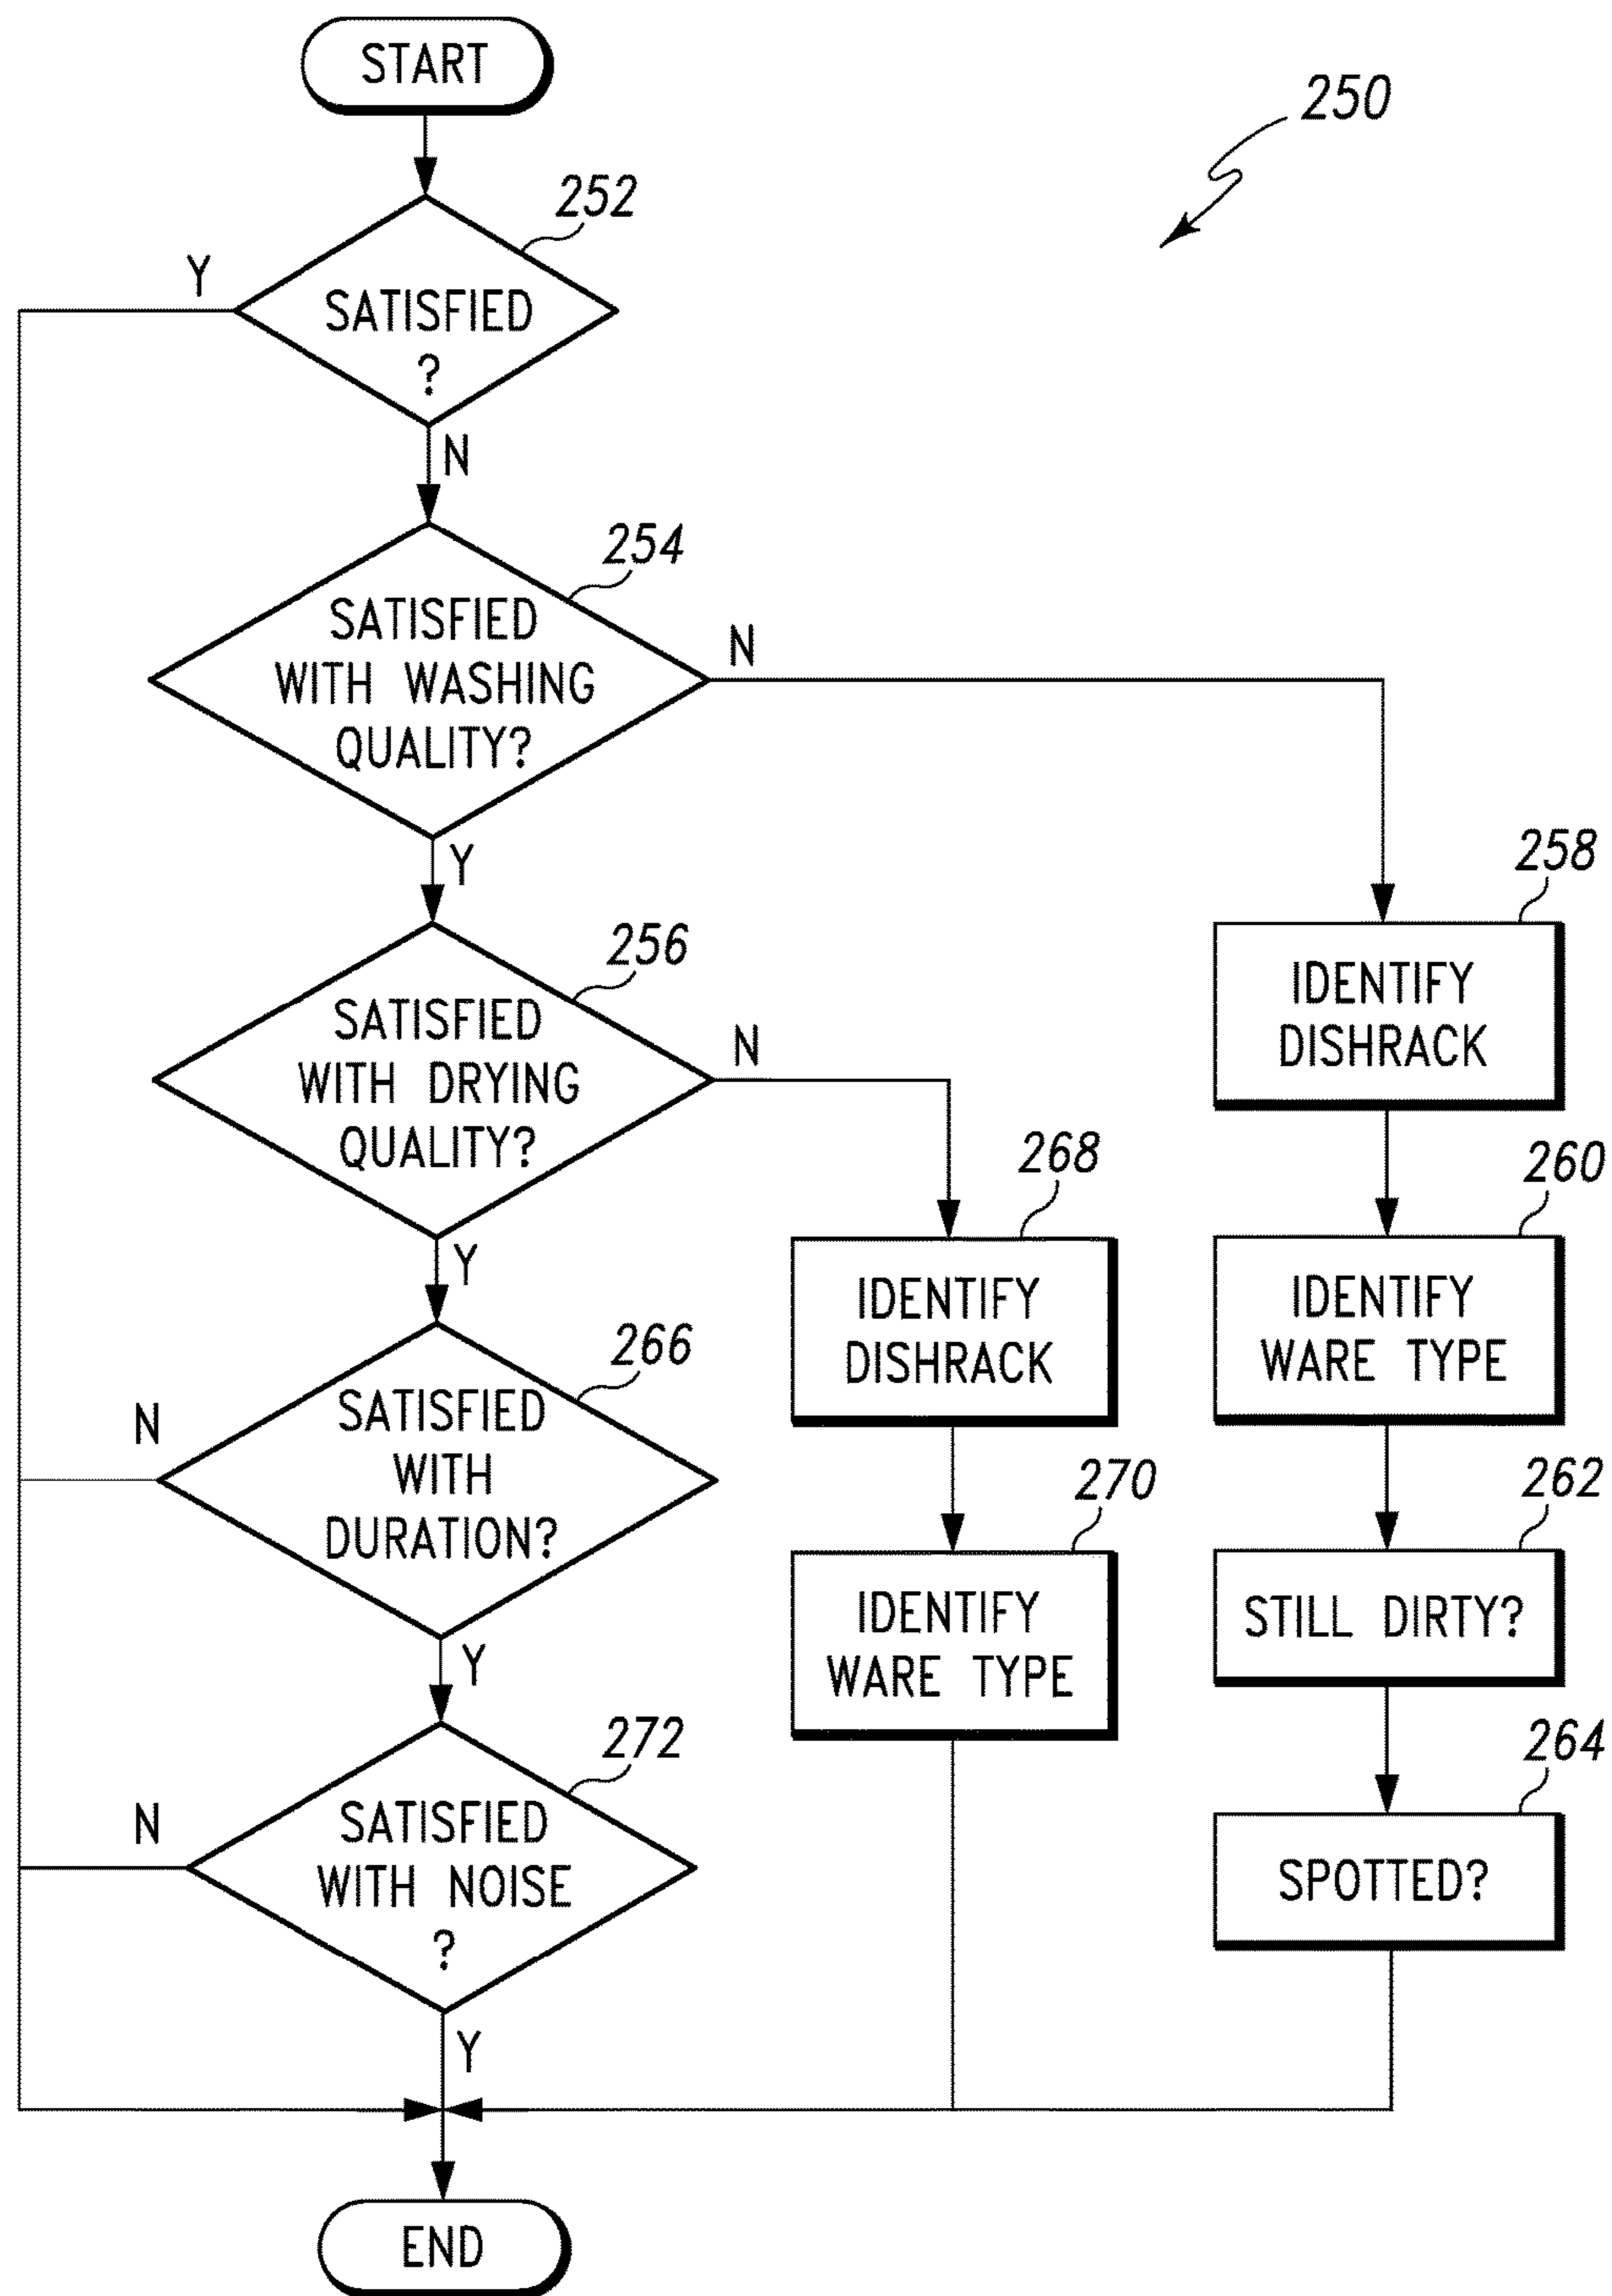 START
250
252
Y
SATISFIED
?
N
254
SATISFIED
WITH WASHING
QUALITY?
N
Y
258
IDENTIFY
DISHRACK
256
SATISFIED
WITH DRYING
QUALITY?
N
Y
268
IDENTIFY
DISHRACK
260
IDENTIFY
WARE TYPE
266
SATISFIED
WITH
DURATION?
N
Y
270
IDENTIFY
WARE TYPE
262
STILL DIRTY?
272
SATISFIED
WITH NOISE
?
N
Y
264
SPOTTED?
END